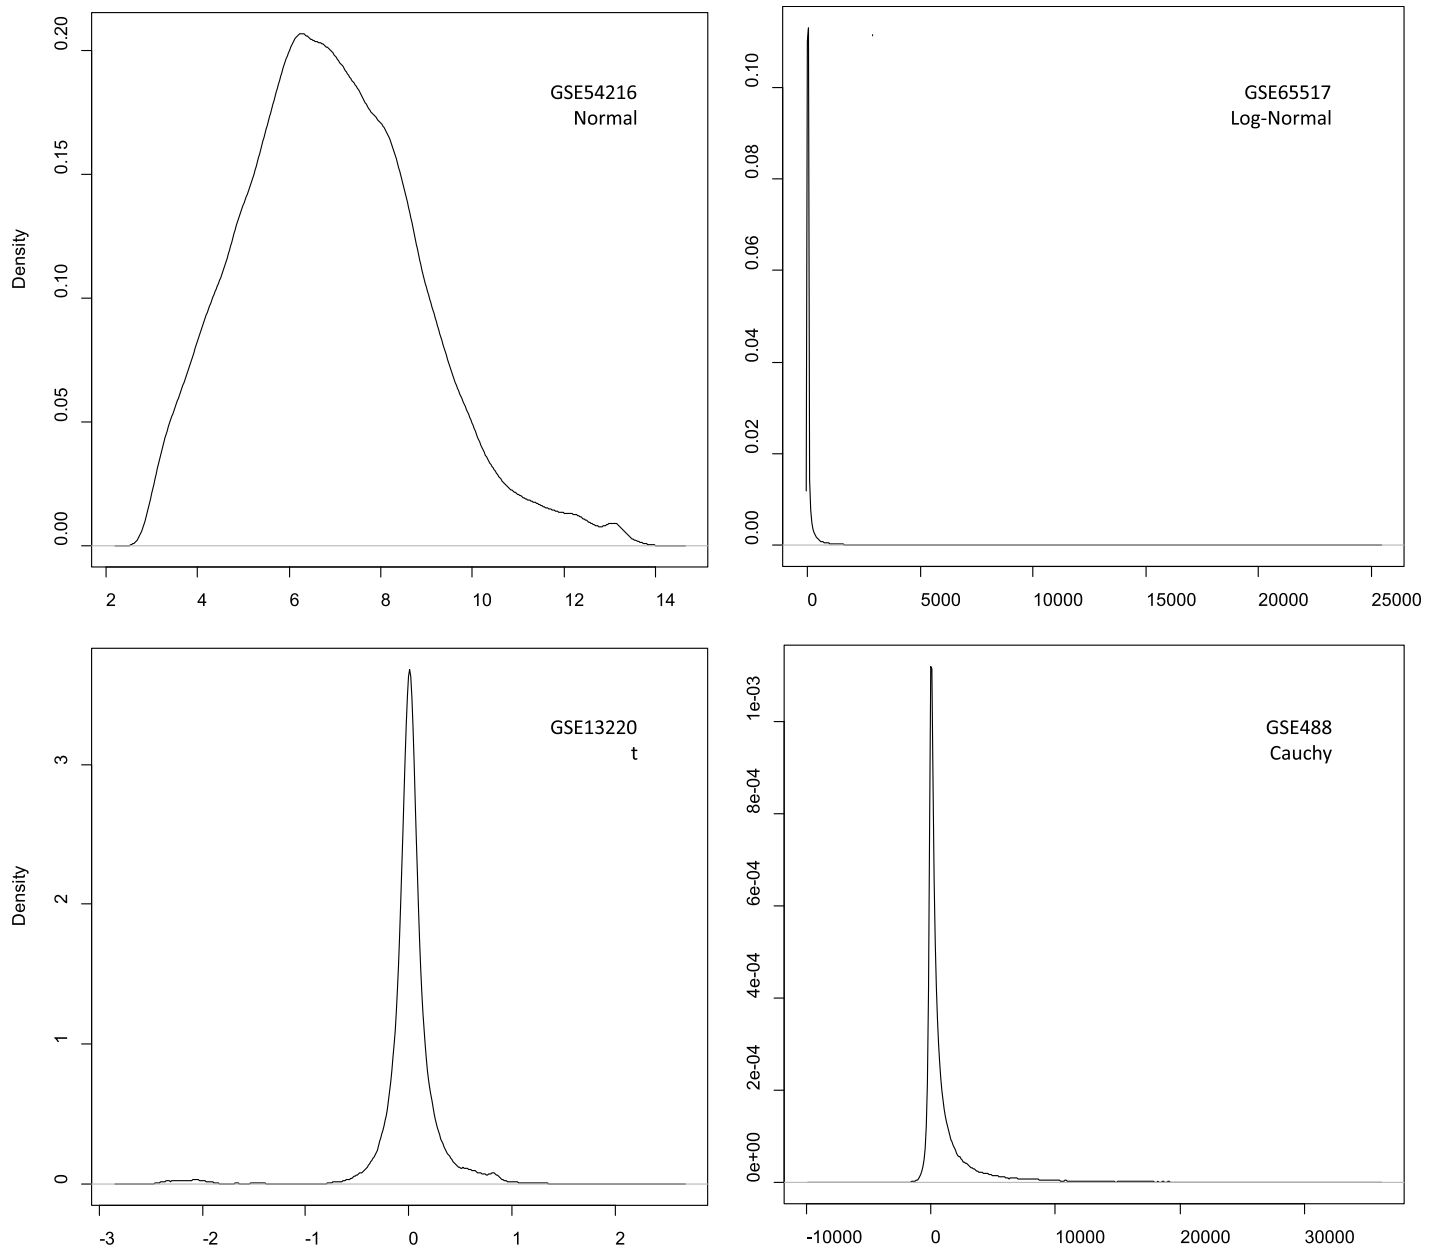 GSE54216
Normal
Density
0.00
0.05
0.10
0.15
0.20
2 4 6 8 10 12 14
GSE65517
Log-Normal
0.00
0.02
0.04
0.06
0.08
0.10
0 5000 10000 15000 20000 25000
GSE13220
t
Density
0
1
2
3
-3 -2 -1 0 1 2
GSE488
Cauchy
0e+00
2e-04
4e-04
6e-04
8e-04
1e-03
-10000 0 10000 20000 30000